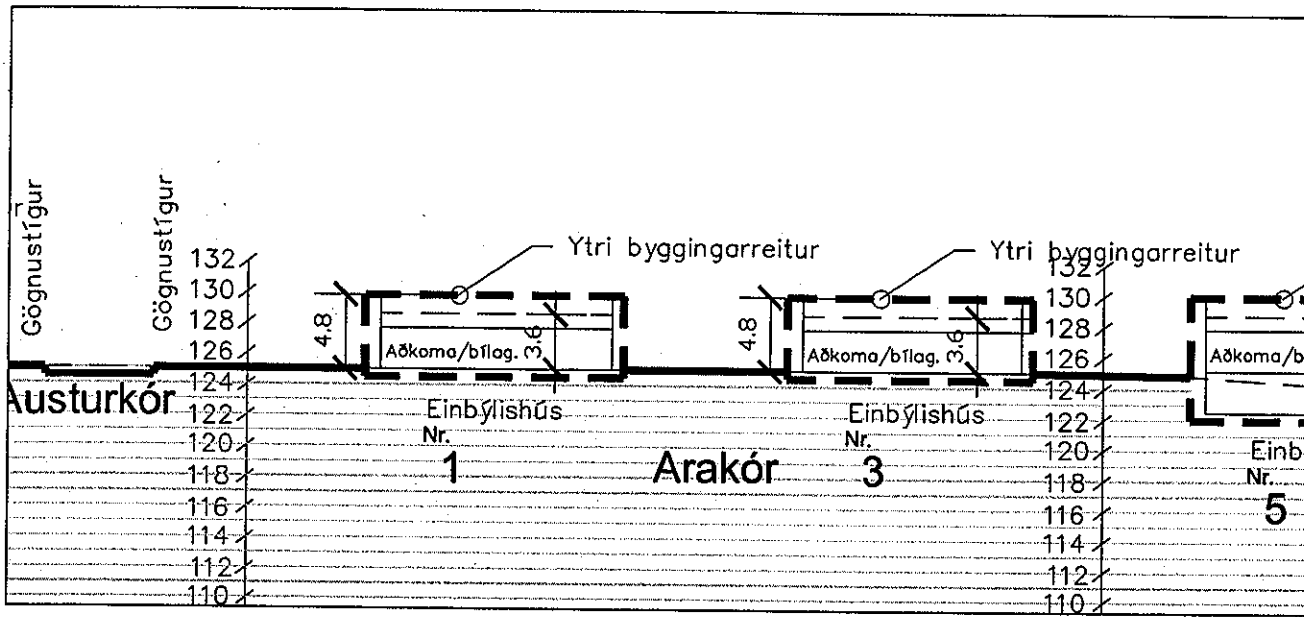 r
Gögnustígur
Gögnustígur
Austurkór
132
130
128
126
124
122
120
118
116
114
112
110
4.8
Ytri byggingarreitur
Aðkoma/bílag.
3.6
Einbýlishús
Nr.
1
Arakór
4.8
Ytri byggingarreitur
Aðkoma/bílag.
3.6
Einbýlishús
Nr.
3
132
130
128
126
124
122
120
118
116
114
112
110
Aðkoma/b
Einb
Nr.
5